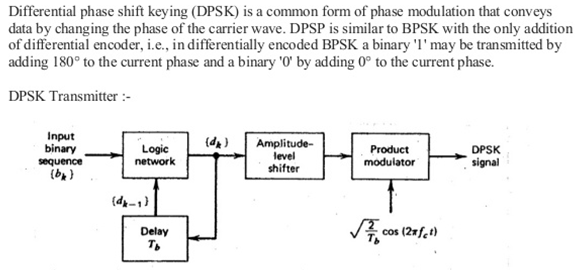 Differential phase shift keying (DPSK) is a common form of phase modulation that conveys
data by changing the phase of the carrier wave. DPSP is similar to BPSK with the only addition
of differential encoder, i.e., in differentially encoded BPSK a binary '1' may be transmitted by
adding 180° to the current phase and a binary '0' by adding 0° to the current phase.
DPSK Transmitter :-
Input
binary
sequence
{bₖ}
Logic
network
{dₖ}
Amplitude-
level
shifter
Product
modulator
DPSK
signal
{dₖ₋₁}
Delay
T_b
√(2/T_b) cos (2πf_c t)